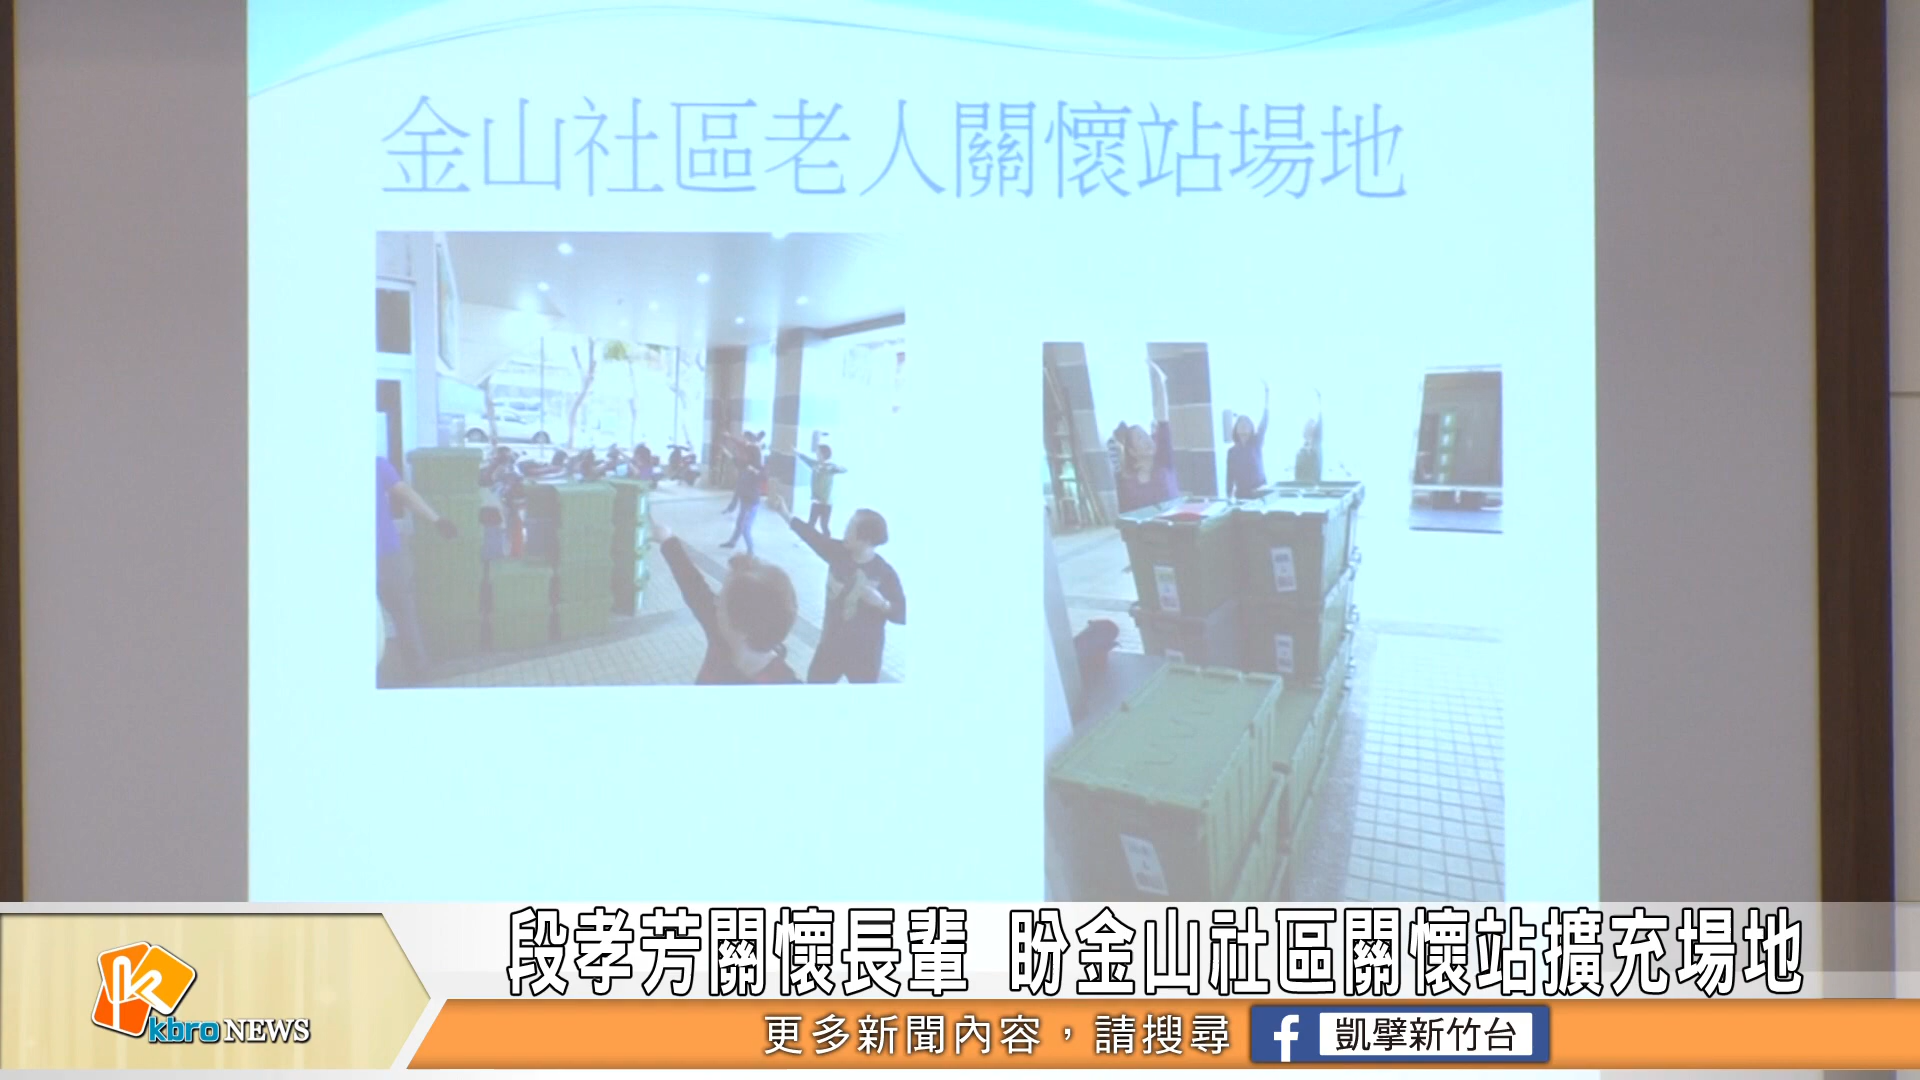 金山社區老人關懷站場地
段孝芳關懷長輩 盼金山社區關懷站擴充場地
kbro NEWS
更多新聞內容，請搜尋 f 凱擘新竹台